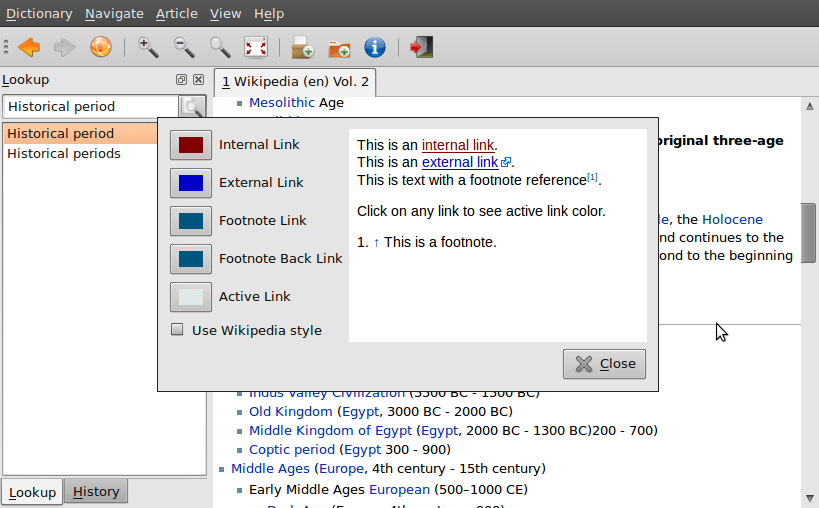 Dictionary Navigate Article View Help
Lookup
1 Wikipedia (en) Vol. 2
Historical period
Historical period
Historical periods
Mesolithic Age
original three-age
le, the Holocene
nd continues to the
ond to the beginning
Internal Link
External Link
Footnote Link
Footnote Back Link
Active Link
Use Wikipedia style
This is an internal link.
This is an external link.
This is text with a footnote reference[1].
Click on any link to see active link color.
1. ↑ This is a footnote.
Close
Indus Valley Civilization (3300 BC - 1300 BC)
Old Kingdom (Egypt, 3000 BC - 2000 BC)
Middle Kingdom of Egypt (Egypt, 2000 BC - 1300 BC)200 - 700)
Coptic period (Egypt 300 - 900)
Middle Ages (Europe, 4th century - 15th century)
Early Middle Ages European (500–1000 CE)
Lookup History